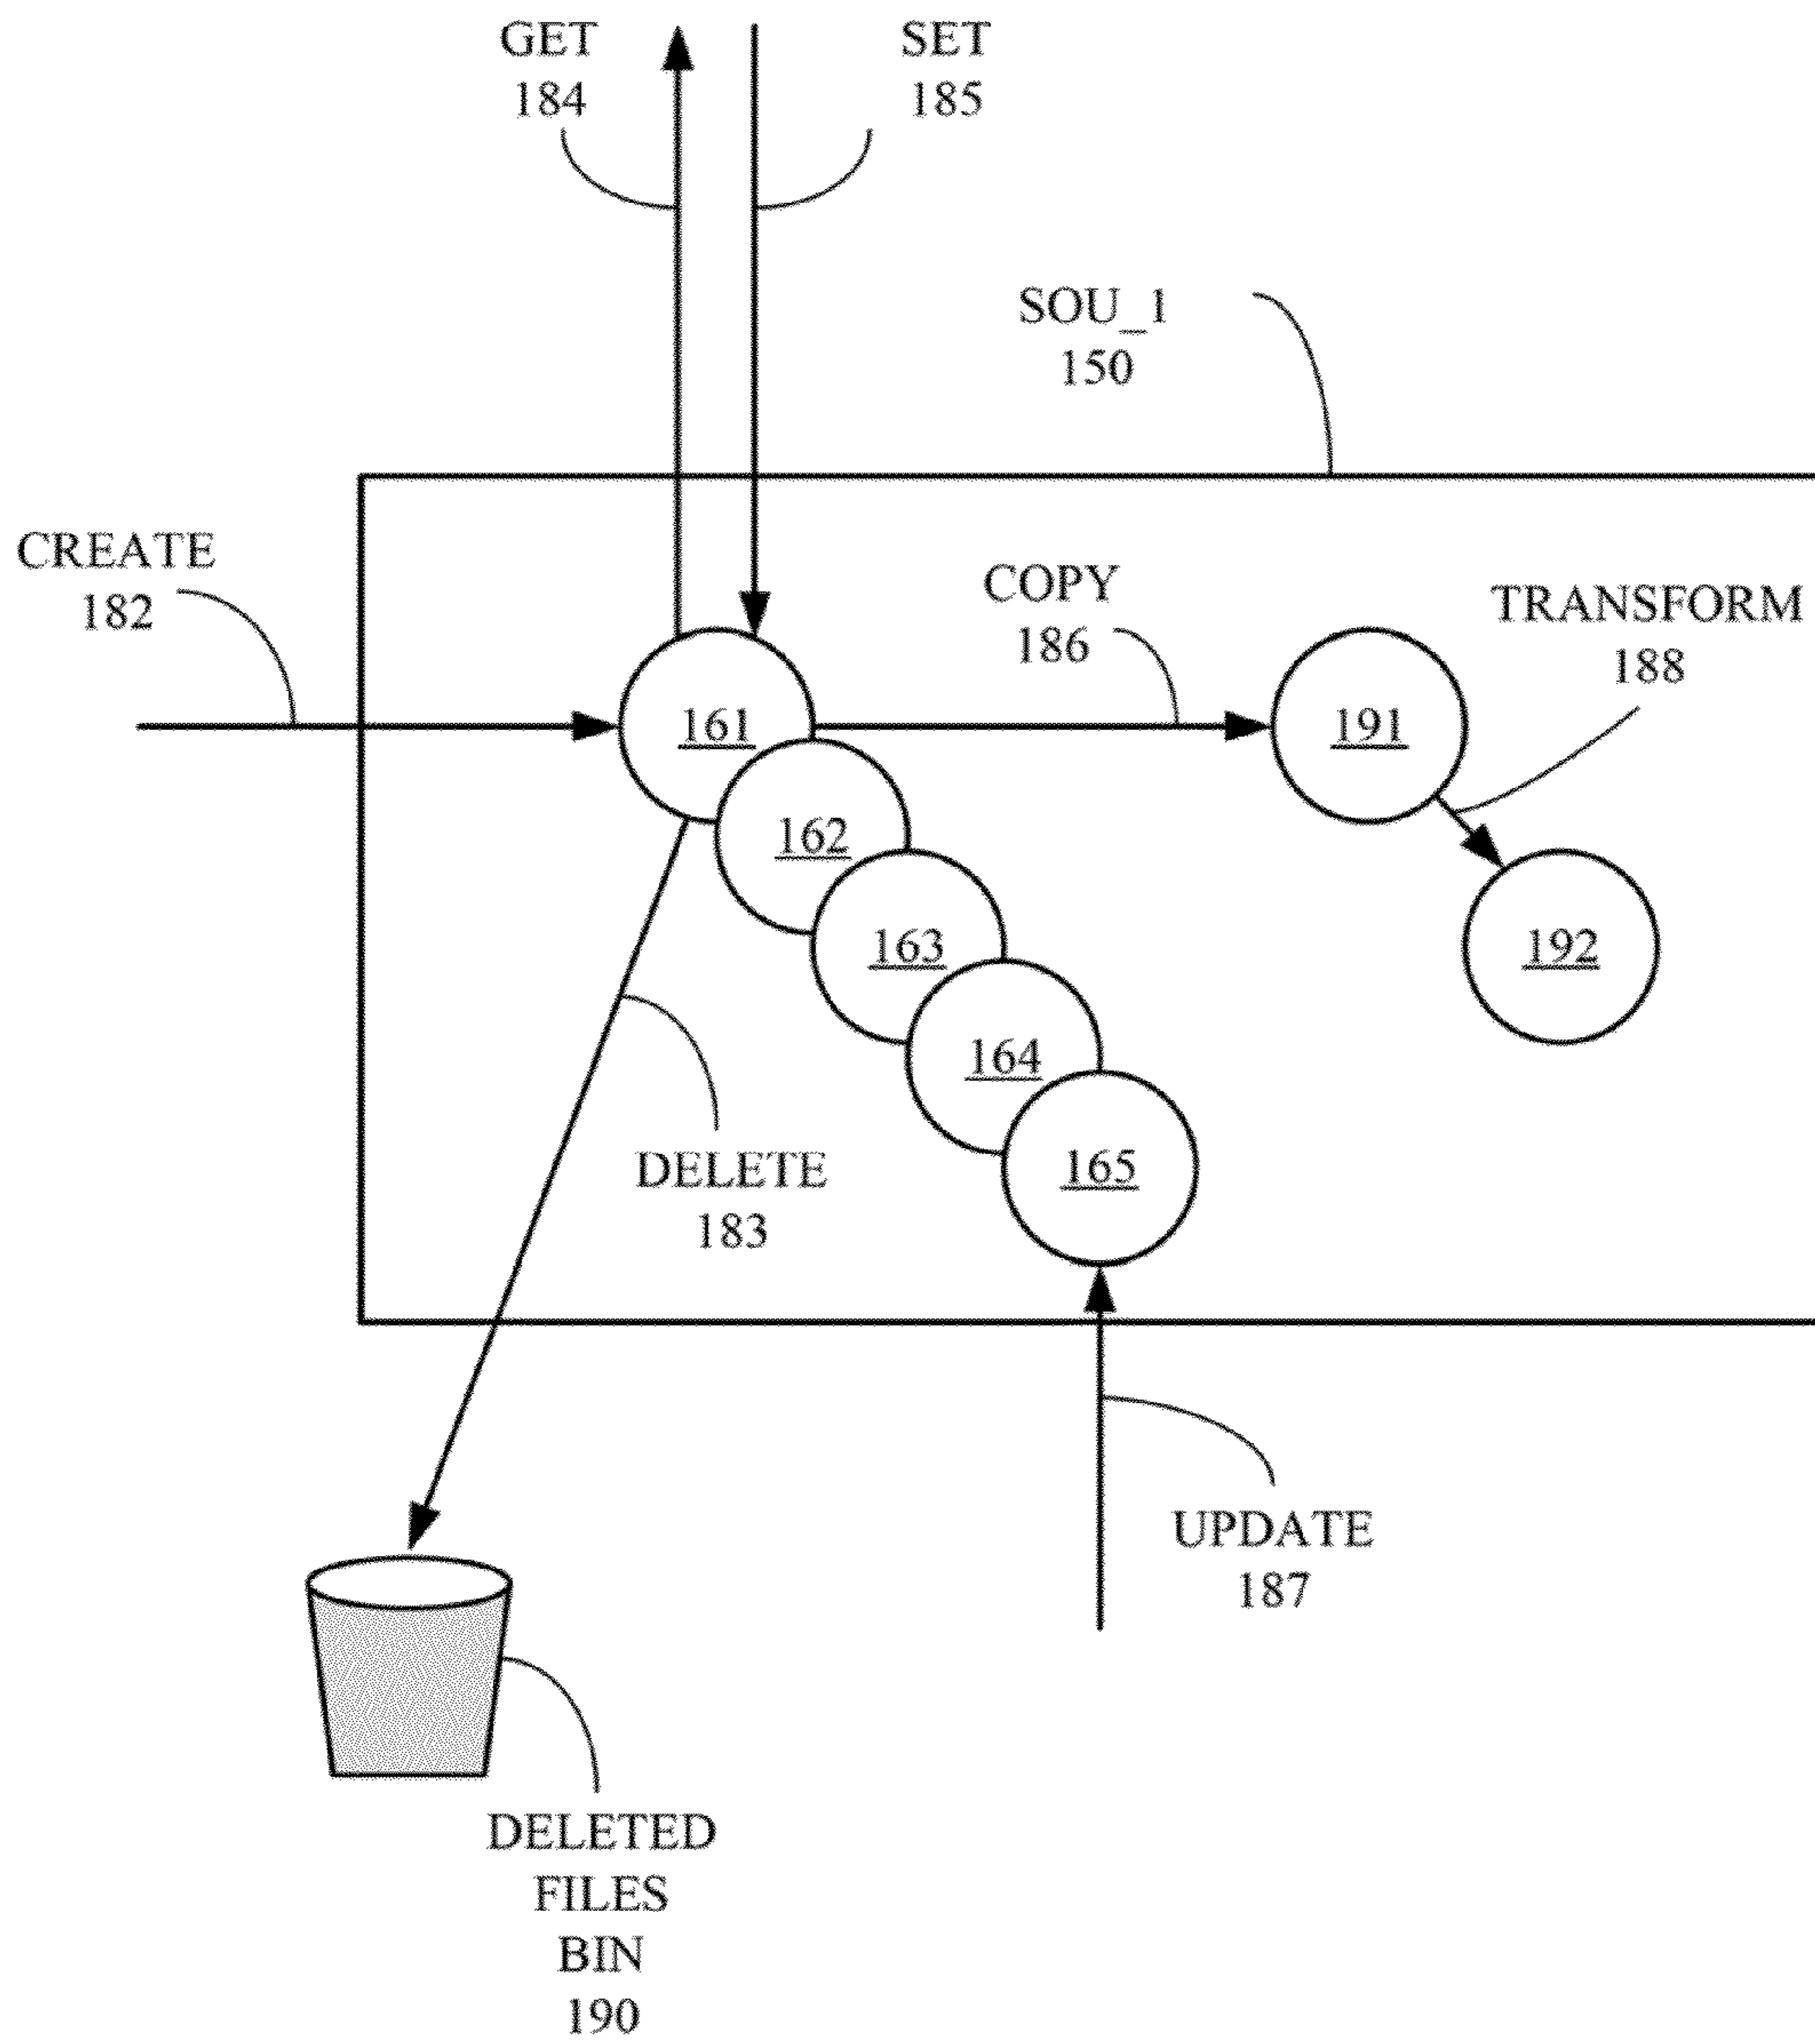 GET
184
SET
185
SOU_1
150
CREATE
182
COPY
186
TRANSFORM
188
161
191
162
163
192
164
165
DELETE
183
UPDATE
187
DELETED
FILES
BIN
190